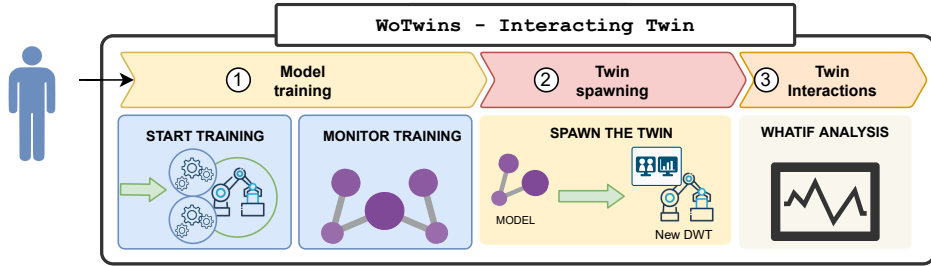 WoTwins - Interacting Twin
1 Model
training
2 Twin
spawning
3 Twin
Interactions
START TRAINING
MONITOR TRAINING
SPAWN THE TWIN
WHATIF ANALYSIS
MODEL
New DWT